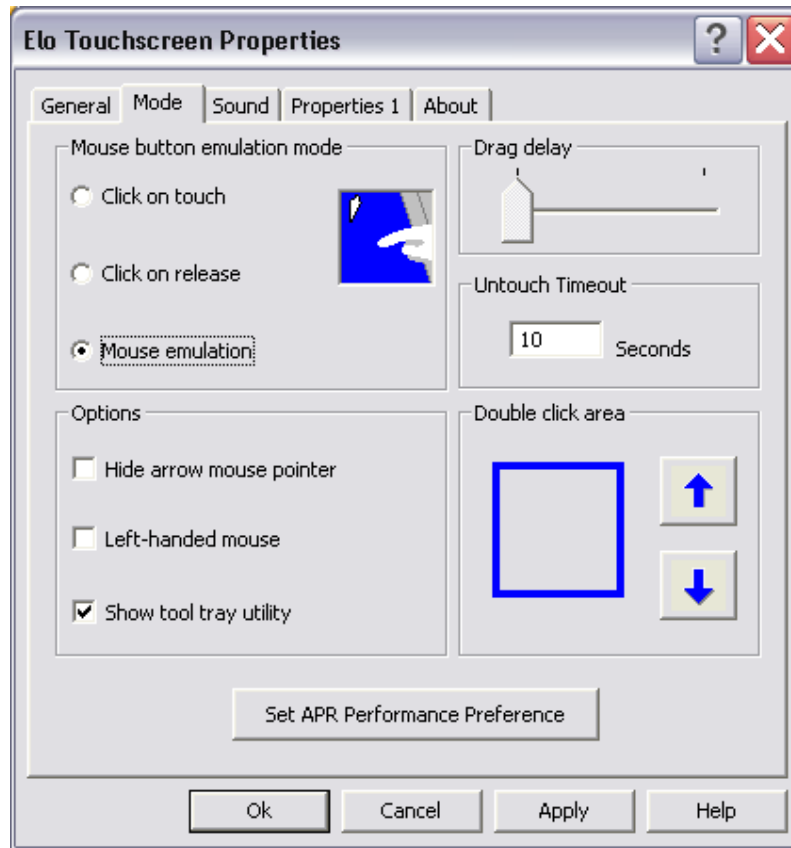 Elo Touchscreen Properties
General Mode Sound Properties 1 About
Mouse button emulation mode
Click on touch
Click on release
Mouse emulation
Drag delay
Untouch Timeout
10 Seconds
Options
Hide arrow mouse pointer
Left-handed mouse
Show tool tray utility
Double click area
Set APR Performance Preference
Ok Cancel Apply Help